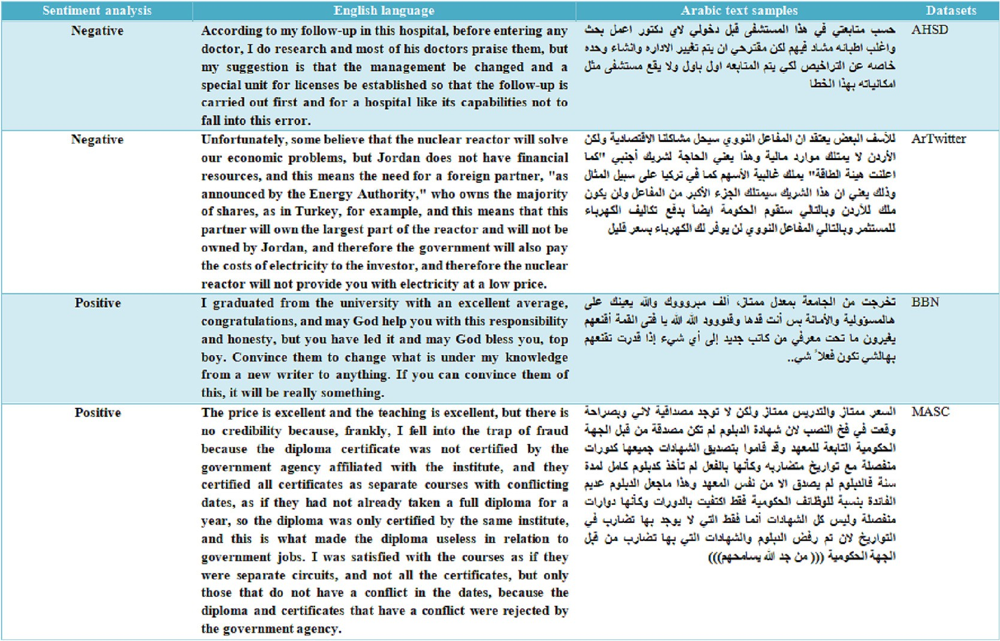 Sentiment analysis
English language
Arabic text samples
Datasets
Negative
According to my follow-up in this hospital, before entering any
doctor, I do research and most of his doctors praise them, but
my suggestion is that the management be changed and a
special unit for licenses be established so that the follow-up is
carried out first and for a hospital like its capabilities not to
fall into this error.
حسب متابعتي في هذا المستشفى قبل دخولي لاي دكتور اعمل بحث
واغلب اطبائه مشاد فيهم لكن مقترحي ان يتم تغيير الاداره وانشاء وحده
خاصه عن التراخيص لكي يتم المتابعه اول باول ولا يقع مستشفى مثل
امكانياته بهذا الخطا
AHSD
Negative
Unfortunately, some believe that the nuclear reactor will solve
our economic problems, but Jordan does not have financial
resources, and this means the need for a foreign partner, "as
announced by the Energy Authority," who owns the majority
of shares, as in Turkey, for example, and this means that this
partner will own the largest part of the reactor and will not be
owned by Jordan, and therefore the government will also pay
the costs of electricity to the investor, and therefore the nuclear
reactor will not provide you with electricity at a low price.
للأسف البعض يعتقد ان المفاعل النووي سيحل مشاكلنا الاقتصادية ولكن
الأردن لا يمتلك موارد مالية وهذا يعني الحاجة لشريك أجنبي "كما
اعلنت هيئة الطاقة" يملك غالبية الأسهم كما في تركيا على سبيل المثال
وذلك يعني ان هذا الشريك سيمتلك الجزء الأكبر من المفاعل ولن يكون
ملك للأردن وبالتالي ستقوم الحكومة ايضاً بدفع تكاليف الكهرباء
للمستثمر وبالتالي المفاعل النووي لن يوفر لك الكهرباء بسعر قليل
ArTwitter
Positive
I graduated from the university with an excellent average,
congratulations, and may God help you with this responsibility
and honesty, but you have led it and may God bless you, top
boy. Convince them to change what is under my knowledge
from a new writer to anything. If you can convince them of
this, it will be really something.
تخرجت من الجامعة بمعدل ممتاز، ألف مبروووك والله يعينك على
هالمسؤولية والأمانة بس أنت قدها وقدووود الله الله يا فتى القمة أقنعهم
يغيرون ما تحت معرفي من كاتب جديد إلى أي شيء إذا قدرت تقنعهم
بهالشي تكون فعلاً شي..
BBN
Positive
The price is excellent and the teaching is excellent, but there is
no credibility because, frankly, I fell into the trap of fraud
because the diploma certificate was not certified by the
government agency affiliated with the institute, and they
certified all certificates as separate courses with conflicting
dates, as if they had not already taken a full diploma for a
year, so the diploma was only certified by the same institute,
and this is what made the diploma useless in relation to
government jobs. I was satisfied with the courses as if they
were separate circuits, and not all the certificates, but only
those that do not have a conflict in the dates, because the
diploma and certificates that have a conflict were rejected by
the government agency.
السعر ممتاز والتدريس ممتاز ولكن لا توجد مصداقية لاني وبصراحة
وقعت في فخ النصب لان شهادة الدبلوم لم تكن مصدقة من قبل الجهة
الحكومية التابعة للمعهد وقد قاموا بتصديق الشهادات جميعها كدورات
منفصلة مع تواريخ متضاربه وكأنها بالفعل لم تأخذ كدبلوم كامل لمدة
سنة فالدبلوم لم يصدق الا من نفس المعهد وهذا ماجعل الدبلوم عديم
الفائدة بنسبة للوظائف الحكومية فقط اكتفيت بالدورات وكأنها دوارات
منفصلة وليس كل الشهادات أنما فقط التي لا يوجد بها تضارب في
التواريخ لان تم رفض الدبلوم والشهادات التي بها تضارب من قبل
الجهة الحكومية ((( من جد الله يسامحهم)))
MASC